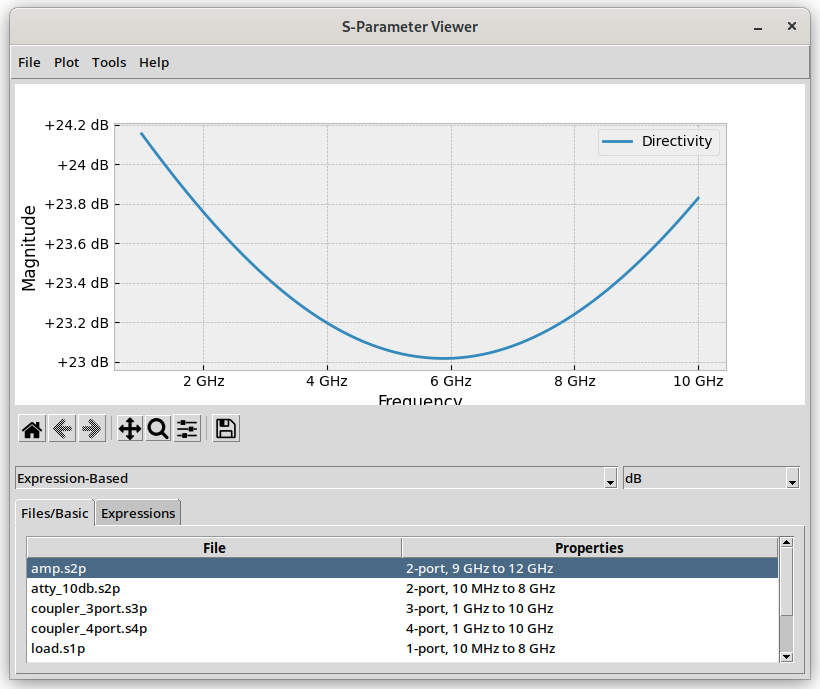 S-Parameter Viewer
File Plot Tools Help
+24.2 dB
+24 dB
+23.8 dB
+23.6 dB
+23.4 dB
+23.2 dB
+23 dB
Magnitude
Directivity
2 GHz 4 GHz 6 GHz 8 GHz 10 GHz
Frequency
Expression-Based dB
Files/Basic Expressions
File Properties
amp.s2p 2-port, 9 GHz to 12 GHz
atty_10db.s2p 2-port, 10 MHz to 8 GHz
coupler_3port.s3p 3-port, 1 GHz to 10 GHz
coupler_4port.s4p 4-port, 1 GHz to 10 GHz
load.s1p 1-port, 10 MHz to 8 GHz